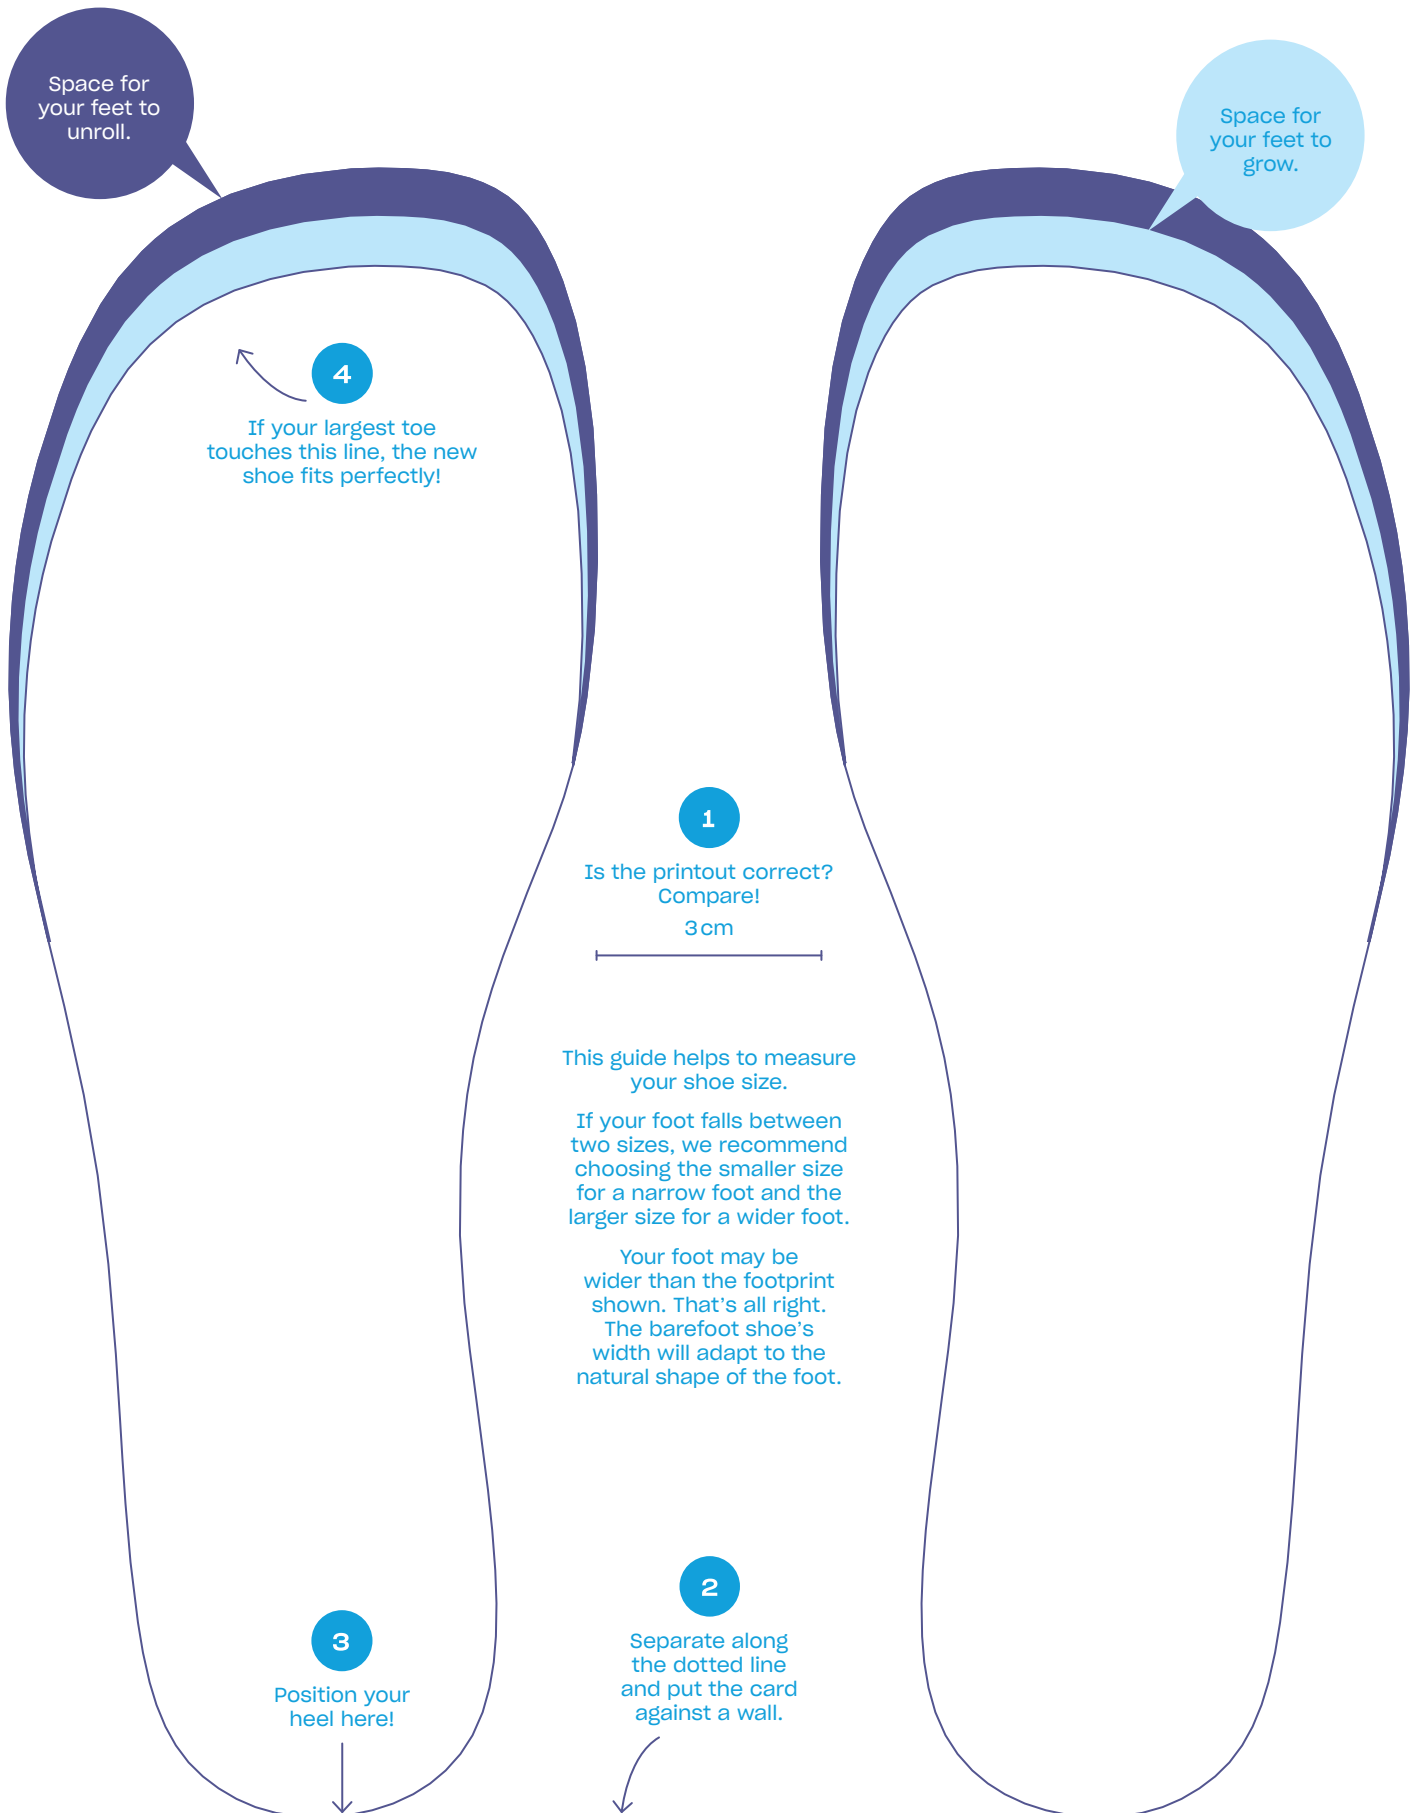 Space for
your feet to
unroll.
Space for
your feet to
grow.
4
If your largest toe
touches this line, the new
shoe fits perfectly!
1
Is the printout correct?
Compare!
3 cm
This guide helps to measure
your shoe size.
If your foot falls between
two sizes, we recommend
choosing the smaller size
for a narrow foot and the
larger size for a wider foot.
Your foot may be
wider than the footprint
shown. That’s all right.
The barefoot shoe’s
width will adapt to the
natural shape of the foot.
2
Separate along
the dotted line
and put the card
against a wall.
3
Position your
heel here!